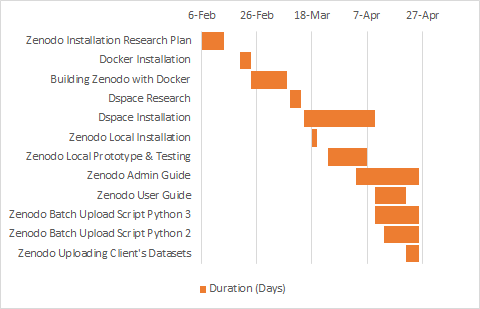 6-Feb 26-Feb 18-Mar 7-Apr 27-Apr
Zenodo Installation Research Plan
Docker Installation
Building Zenodo with Docker
Dspace Research
Dspace Installation
Zenodo Local Installation
Zenodo Local Prototype & Testing
Zenodo Admin Guide
Zenodo User Guide
Zenodo Batch Upload Script Python 3
Zenodo Batch Upload Script Python 2
Zenodo Uploading Client's Datasets
Duration (Days)